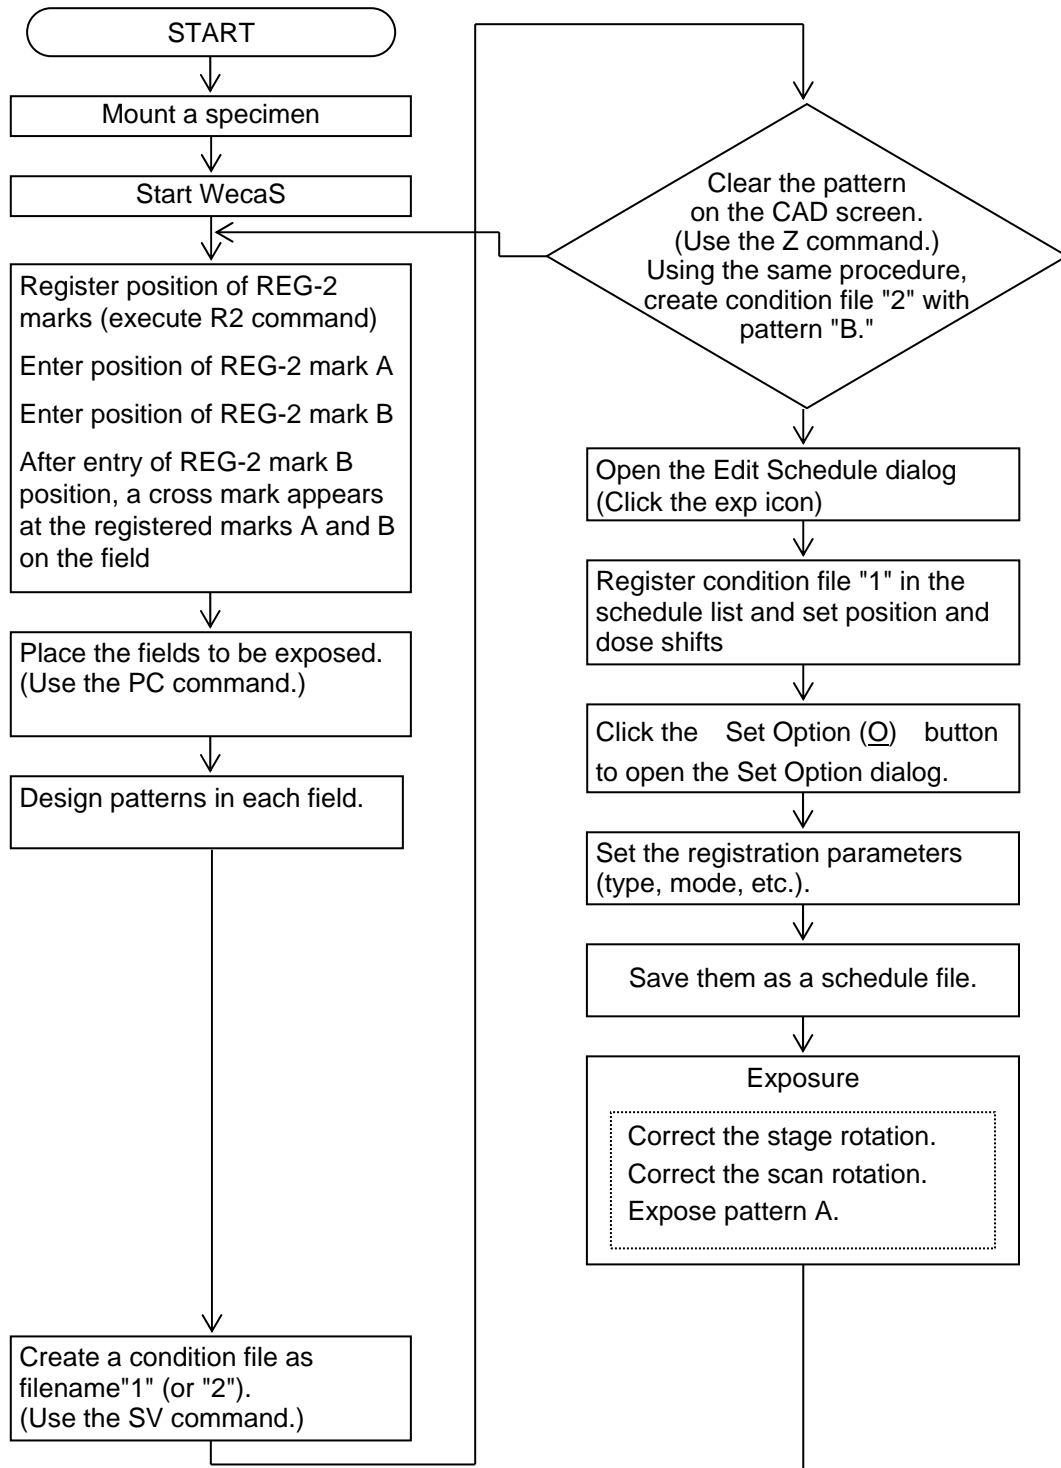 START
Mount a specimen
Start WecaS
Register position of REG-2
marks (execute R2 command)
Enter position of REG-2 mark A
Enter position of REG-2 mark B
After entry of REG-2 mark B
position, a cross mark appears
at the registered marks A and B
on the field
Place the fields to be exposed.
(Use the PC command.)
Design patterns in each field.
Create a condition file as
filename"1" (or "2").
(Use the SV command.)
Clear the pattern
on the CAD screen.
(Use the Z command.)
Using the same procedure,
create condition file "2" with
pattern "B."
Open the Edit Schedule dialog
(Click the exp icon)
Register condition file "1" in the
schedule list and set position and
dose shifts
Click the Set Option (O) button
to open the Set Option dialog.
Set the registration parameters
(type, mode, etc.).
Save them as a schedule file.
Exposure
Correct the stage rotation.
Correct the scan rotation.
Expose pattern A.